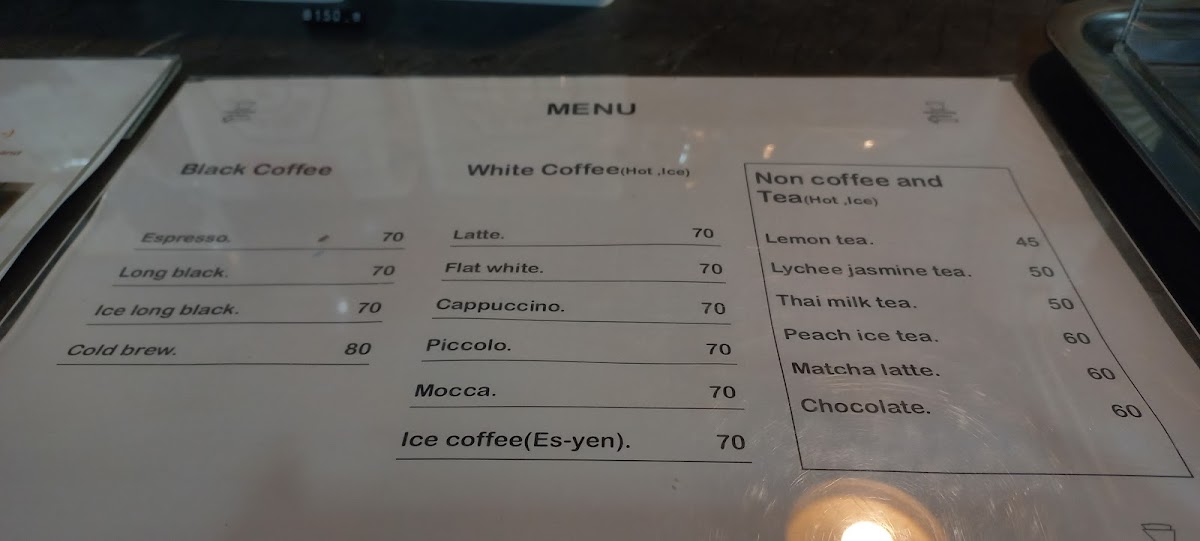 150.
MENU
Black Coffee
Espresso. 70
Long black. 70
Ice long black. 70
Cold brew. 80
White Coffee(Hot ,Ice)
Latte. 70
Flat white. 70
Cappuccino. 70
Piccolo. 70
Mocca. 70
Ice coffee(Es-yen). 70
Non coffee and
Tea(Hot ,Ice)
Lemon tea. 45
Lychee jasmine tea. 50
Thai milk tea. 50
Peach ice tea. 60
Matcha latte. 60
Chocolate. 60